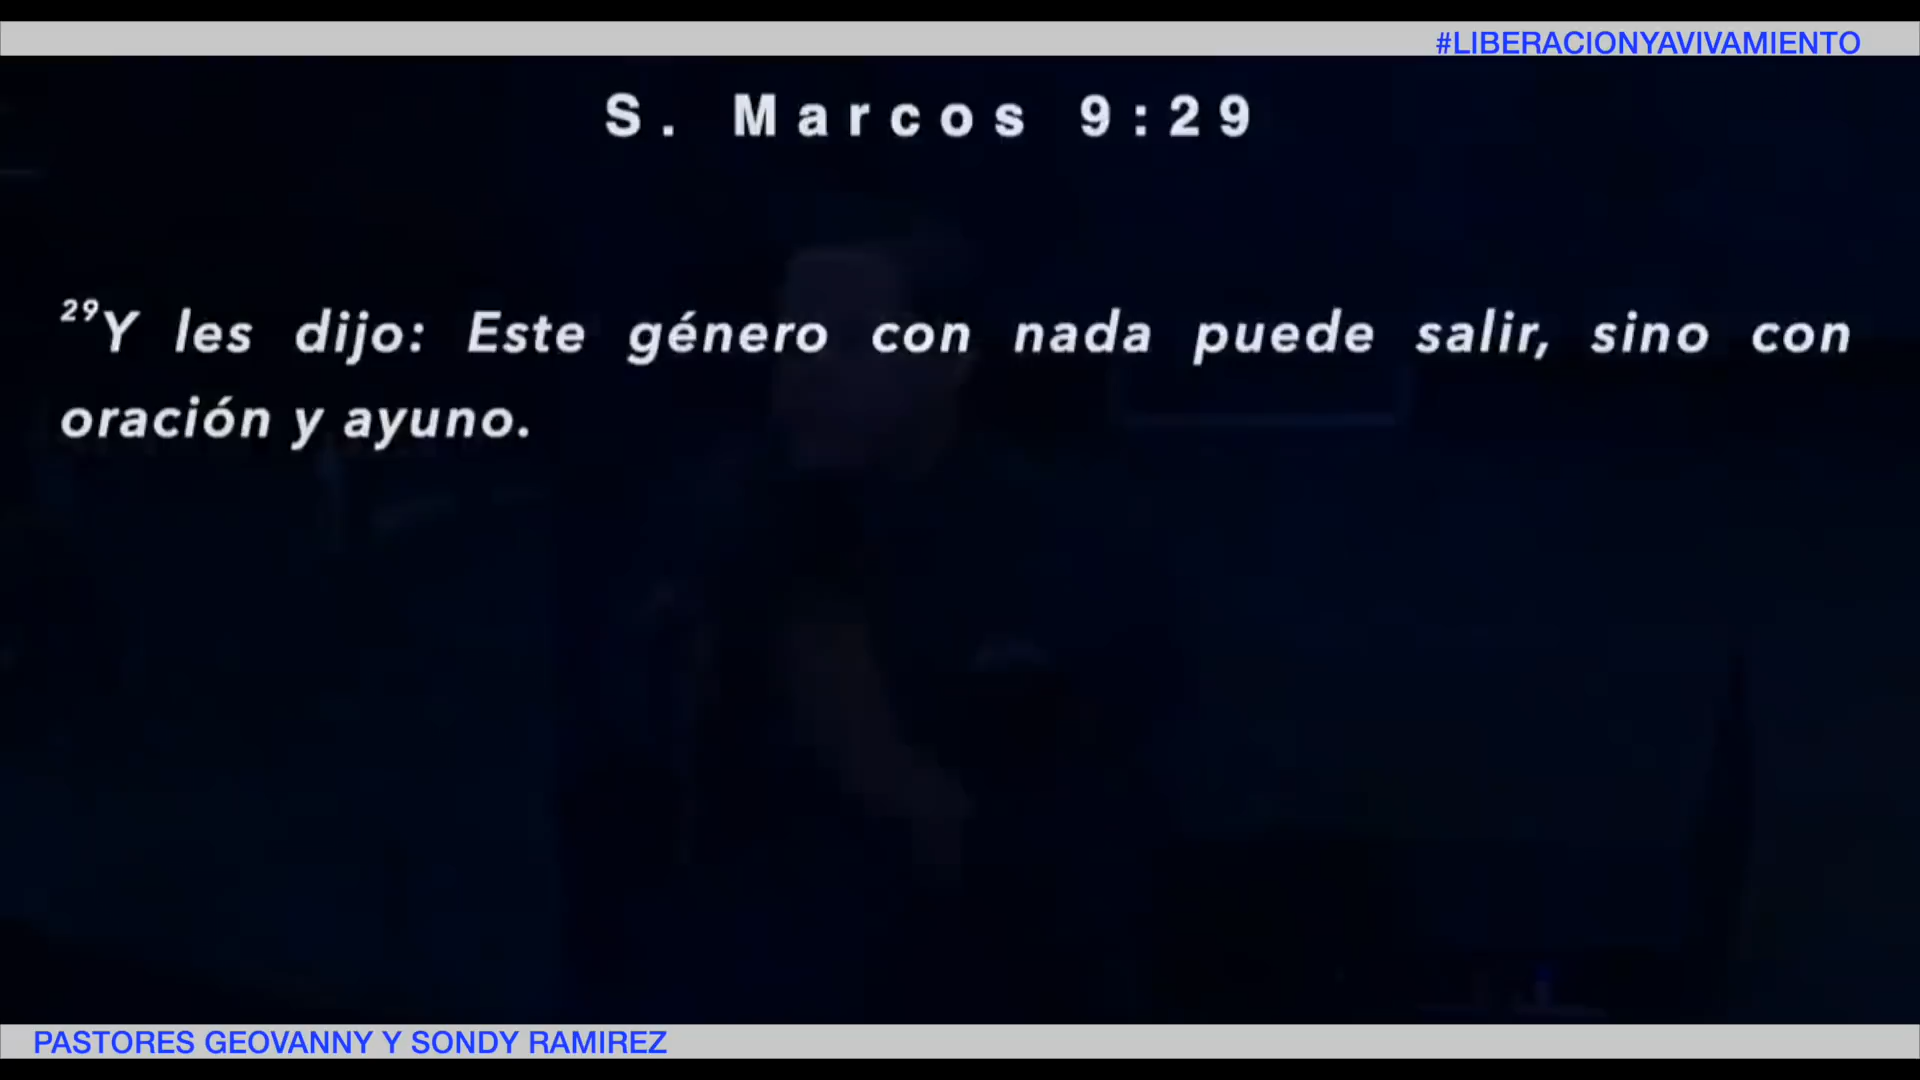 #LIBERACIONYAVIVAMIENTO
S. Marcos 9:29
²⁹Y les dijo: Este género con nada puede salir, sino con
oración y ayuno.
PASTORES GEOVANNY Y SONDY RAMIREZ